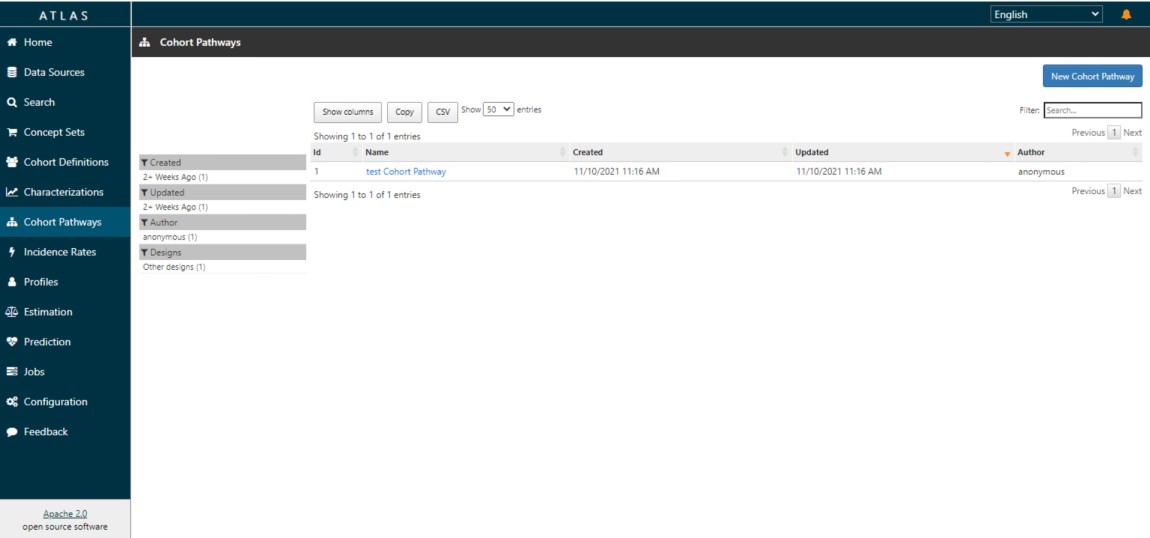 ATLAS
English
Home
Cohort Pathways
Data Sources
New Cohort Pathway
Search
Show columns Copy CSV Show 50 entries
Filter: Search...
Showing 1 to 1 of 1 entries
Previous 1 Next
Concept Sets
Id Name Created Updated Author
1 test Cohort Pathway 11/10/2021 11:16 AM 11/10/2021 11:16 AM anonymous
Showing 1 to 1 of 1 entries
Previous 1 Next
Cohort Definitions
Created
2+ Weeks Ago (1)
Updated
2+ Weeks Ago (1)
Author
anonymous (1)
Designs
Other designs (1)
Characterizations
Cohort Pathways
Incidence Rates
Profiles
Estimation
Prediction
Jobs
Configuration
Feedback
Apache 2.0
open source software